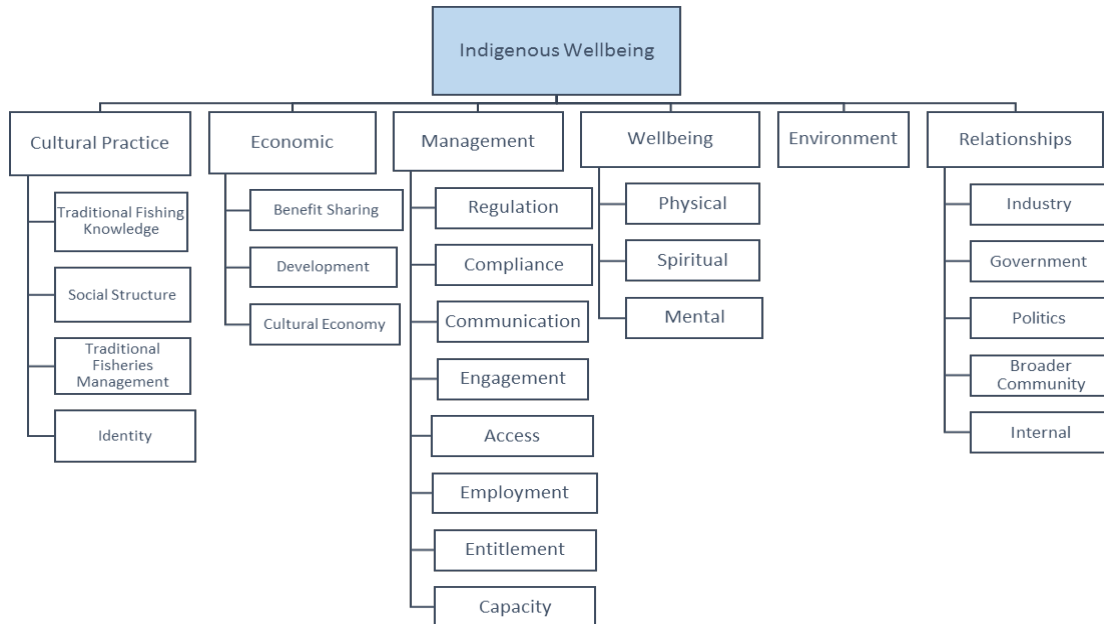 Indigenous Wellbeing
Cultural Practice
Traditional Fishing
Knowledge
Social Structure
Traditional
Fisheries
Management
Identity
Economic
Benefit Sharing
Development
Cultural Economy
Management
Regulation
Compliance
Communication
Engagement
Access
Employment
Entitlement
Capacity
Wellbeing
Physical
Spiritual
Mental
Environment
Relationships
Industry
Government
Politics
Broader
Community
Internal